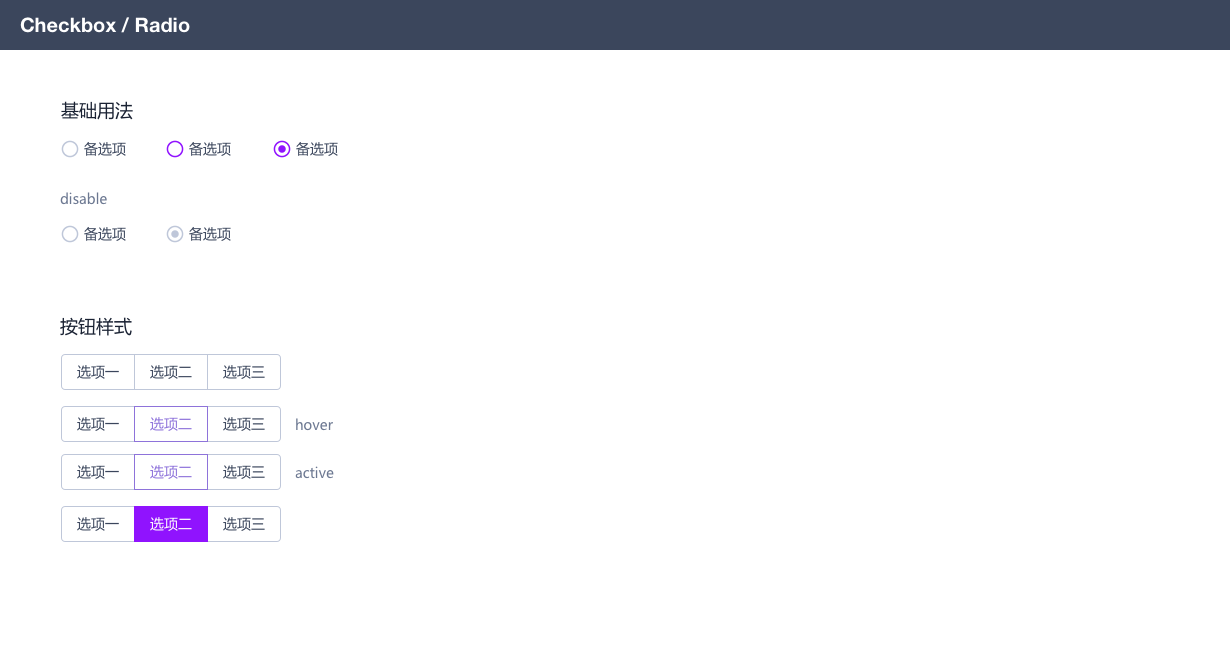 Checkbox / Radio
基础用法
备选项 备选项 备选项
disable
备选项 备选项
按钮样式
选项一 选项二 选项三
选项一 选项二 选项三 hover
选项一 选项二 选项三 active
选项一 选项二 选项三